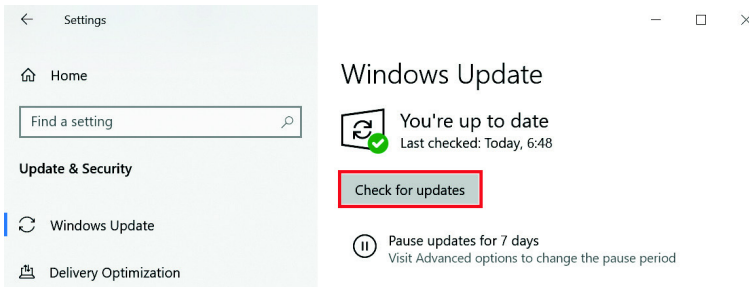 Settings
Home
Find a setting
Update & Security
Windows Update
Delivery Optimization
Windows Update
You're up to date
Last checked: Today, 6:48
Check for updates
Pause updates for 7 days
Visit Advanced options to change the pause period